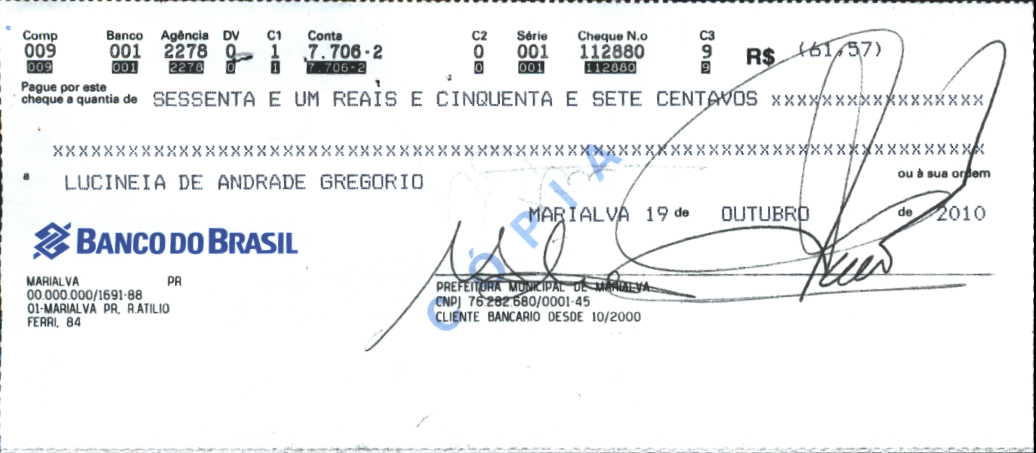 Comp Banco Agência DV C1 Conta C2 Série Cheque N.o C3
009 001 2278 0 1 7.706-2 0 001 112880 9 R$ (61,57)
009 001 2278 0 1 7.706-2 0 001 112880 9
Pague por este
cheque a quantia de SESSENTA E UM REAIS E CINQUENTA E SETE CENTAVOS xxxxxxxxxxxxxxxxx
xxxxxxxxxxxxxxxxxxxxxxxxxxxxxxxxxxxxxxxxxxxxxxxxxxxxxxxxxxxxxxxxxxxxxxxxxxxxxxxxxxxxxxx
a LUCINEIA DE ANDRADE GREGORIO ou à sua ordem
MARIALVA 19 de OUTUBRO de 2010
CÓPIA
BANCO DO BRASIL
MARIALVA PR
00.000.000/1691-88
01-MARIALVA PR. R.ATILIO
FERRI, 84
PREFEITURA MUNICIPAL DE MARIALVA
CNPJ 76.282.680/0001-45
CLIENTE BANCARIO DESDE 10/2000